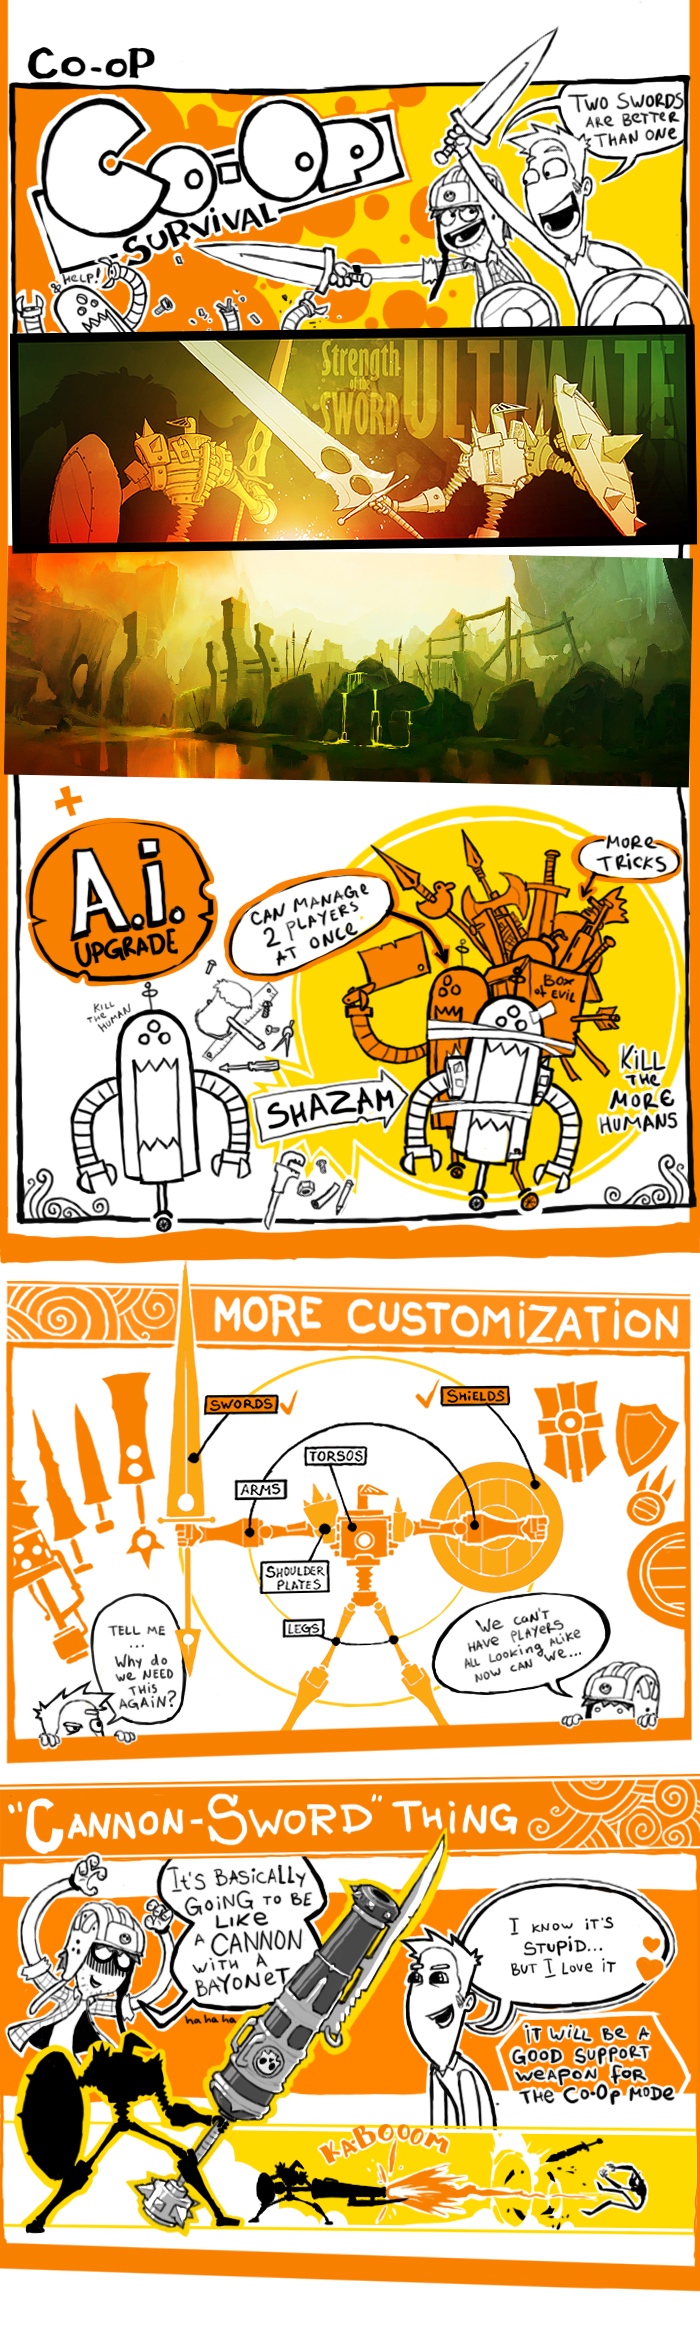 Co-oP
Co-Op
SURVIVAL
TWO SWORDS
ARE BETTER
THAN ONE
HELP!
Strength
of the
SWORD
ULTIMATE
+
A.i.
UPGRADE
CAN MANAGE
2 PLAYERS
AT ONCE
MORE
TRICKS
KILL
THE
HUMAN
BOX
of EVIL
SHAZAM
KILL
THE
MORE
HUMANS
MORE CUSTOMIZATION
SWORDS
SHIELDS
TORSOS
ARMS
SHOULDER
PLATES
LEGS
TELL ME
...
WHY DO
WE NEED
THIS
AGAIN?
WE CAN'T
HAVE PLAYERS
ALL LOOKING ALIKE
NOW CAN WE...
"CANNON-SWORD" THING
IT'S BASICALLY
GOING TO BE
LIKE
A CANNON
WITH A
BAYONET
ha ha ha
I KNOW IT'S
STUPID...
BUT I LOVE IT
IT WILL BE A
GOOD SUPPORT
WEAPON FOR
THE CO-OP MODE
KABOOOM